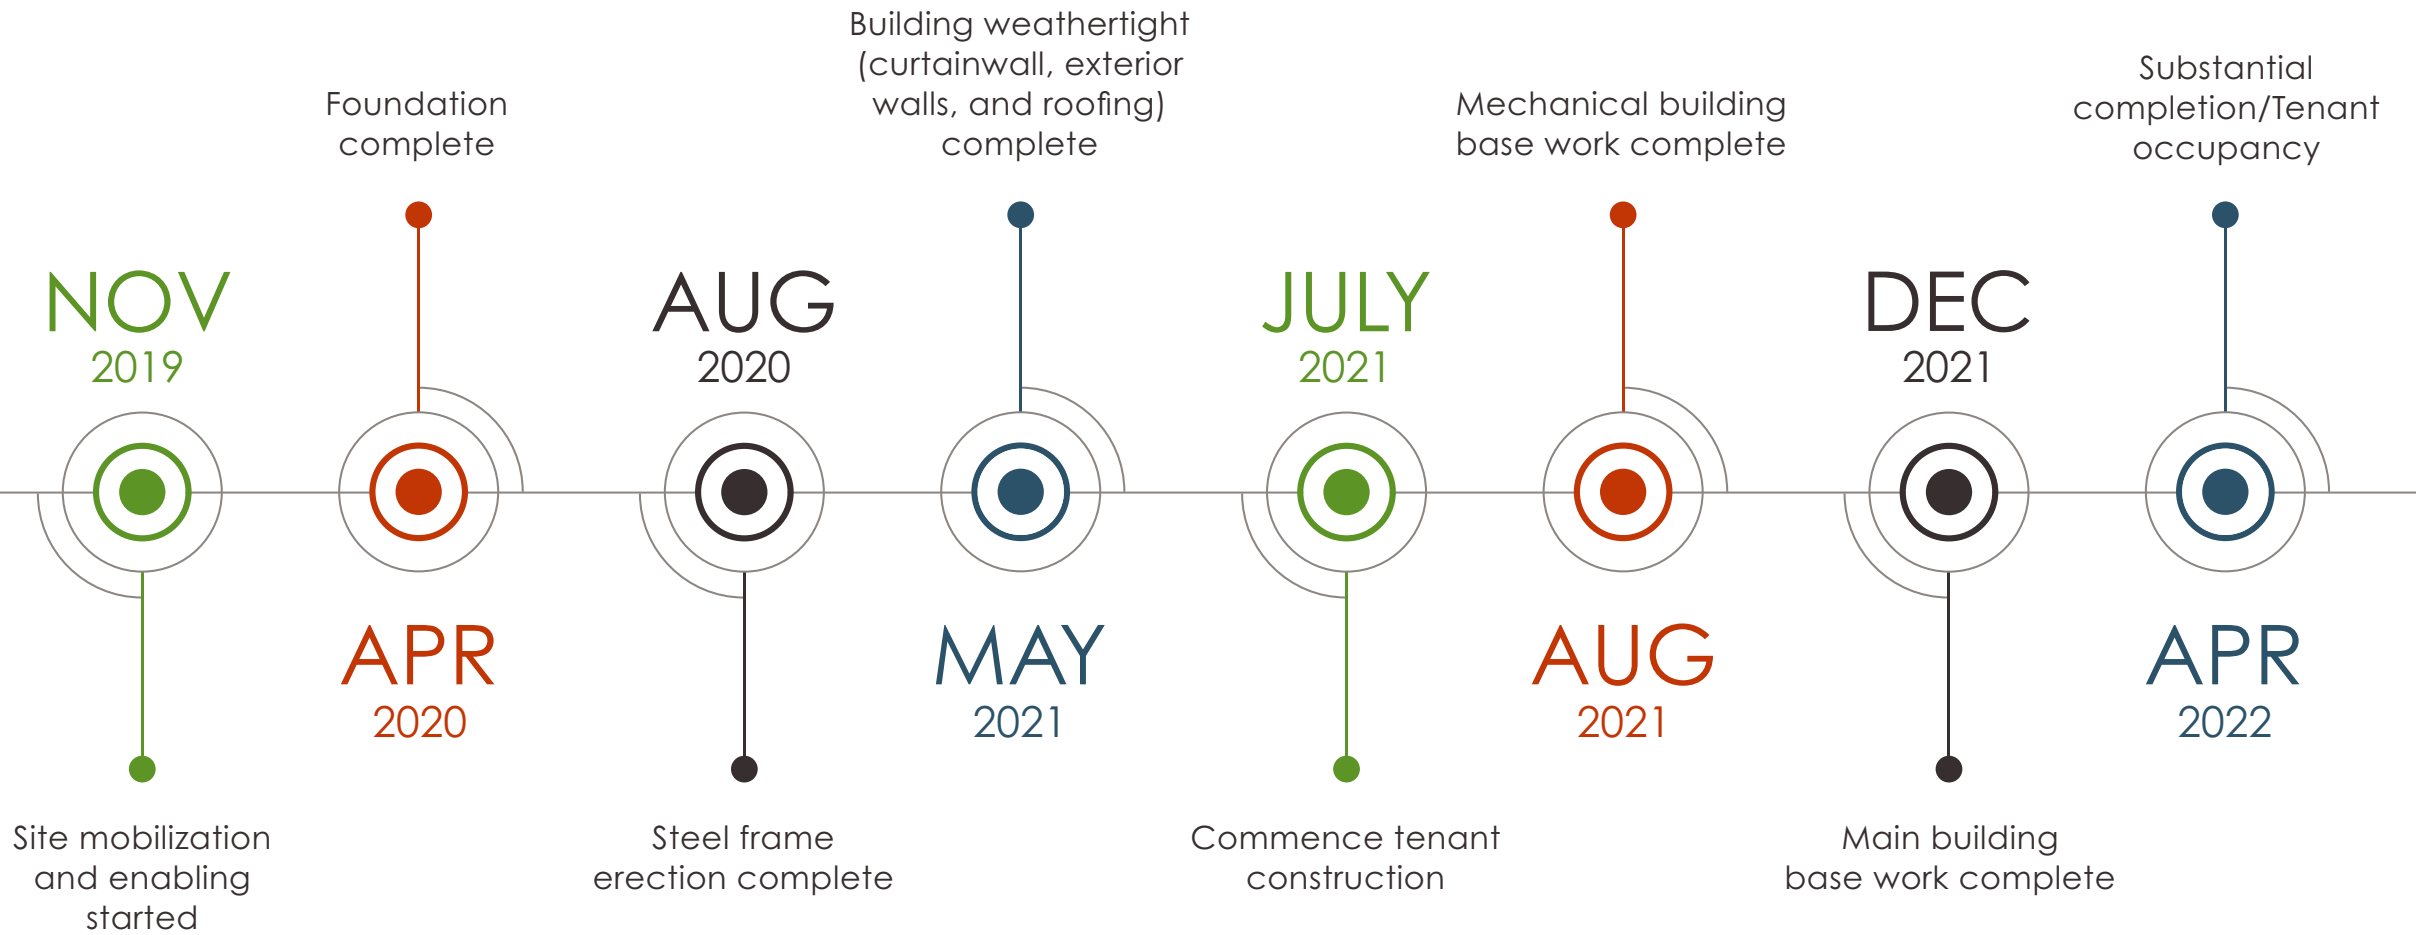 NOV
2019
Site mobilization
and enabling
started
Foundation
complete
APR
2020
AUG
2020
Steel frame
erection complete
Building weathertight
(curtainwall, exterior
walls, and roofing)
complete
MAY
2021
JULY
2021
Commence tenant
construction
Mechanical building
base work complete
AUG
2021
DEC
2021
Main building
base work complete
Substantial
completion/Tenant
occupancy
APR
2022